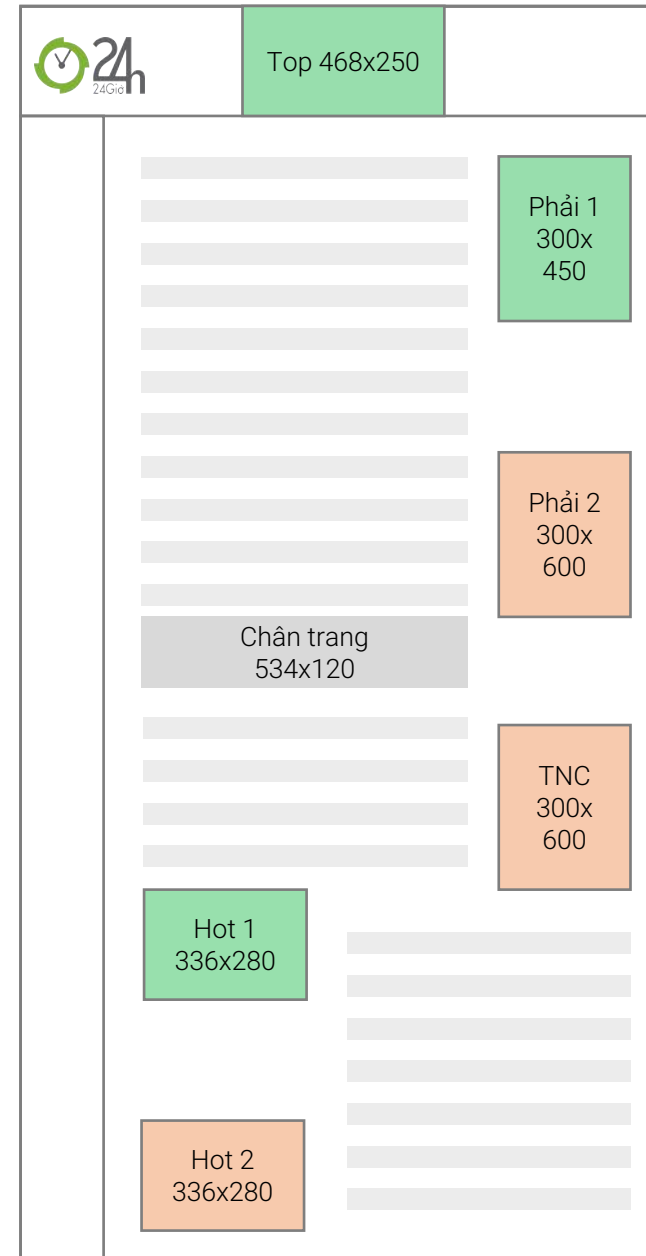 24h
24Giờ
Top 468x250
Phải 1
300x
450
Phải 2
300x
600
Chân trang
534x120
TNC
300x
600
Hot 1
336x280
Hot 2
336x280